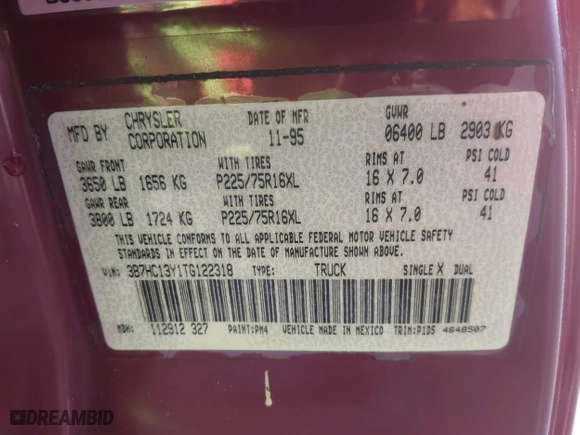 MFD BY CHRYSLER CORPORATION DATE OF MFR 11-95 GVWR 06400 LB 2903 KG
GAWR FRONT WITH TIRES RIMS AT PSI COLD
3650 LB 1656 KG P225/75R16XL 16 X 7.0 41
GAWR REAR WITH TIRES RIMS AT PSI COLD
3800 LB 1724 KG P225/75R16XL 16 X 7.0 41
THIS VEHICLE CONFORMS TO ALL APPLICABLE FEDERAL MOTOR VEHICLE SAFETY
STANDARDS IN EFFECT ON THE DATE OF MANUFACTURE SHOWN ABOVE.
VIN: 3B7HC13Y1TG122318 TYPE: TRUCK SINGLE X DUAL
MDH: 112912 327 PAINT:PM4 VEHICLE MADE IN MEXICO TRIM:P1D5 4648507
DREAMBID